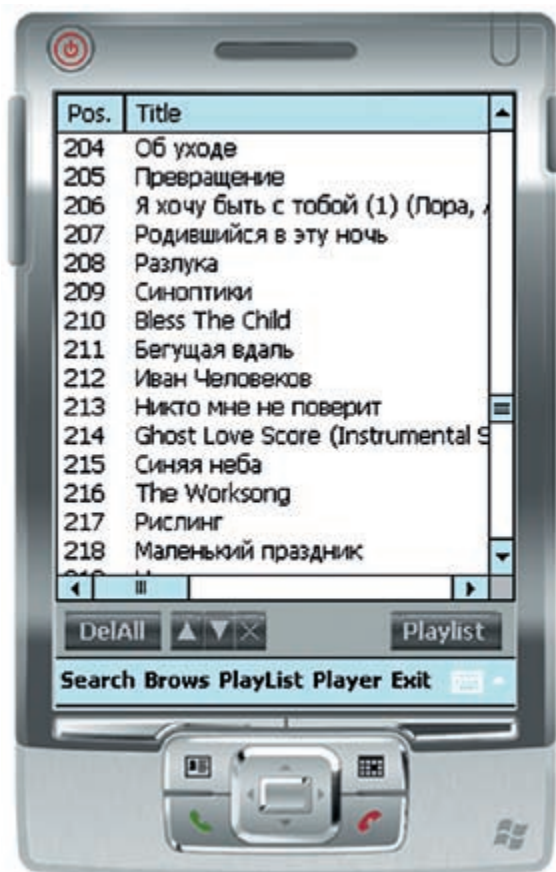 Pos. Title
204 Об уходе
205 Превращение
206 Я хочу быть с тобой (1) (Лора,
207 Родившийся в эту ночь
208 Разлука
209 Синоптики
210 Bless The Child
211 Бегущая вдаль
212 Иван Человеков
213 Никто мне не поверит
214 Ghost Love Score (Instrumental S
215 Синяя неба
216 The Worksong
217 Рислинг
218 Маленький праздник
DelAll Playlist
Search Brows PlayList Player Exit